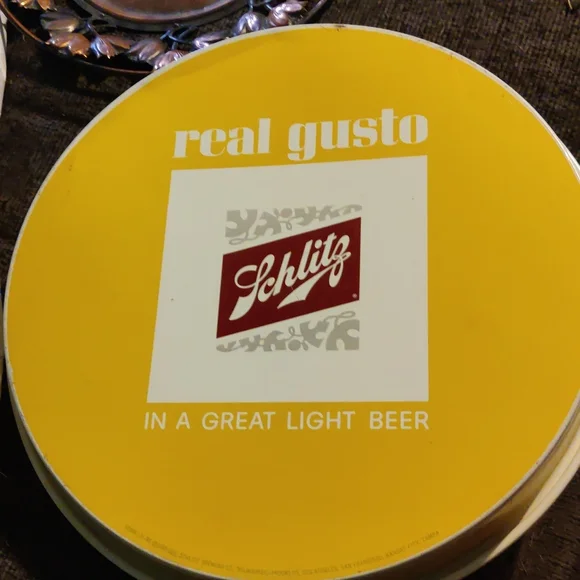 real gusto
Schlitz
IN A GREAT LIGHT BEER